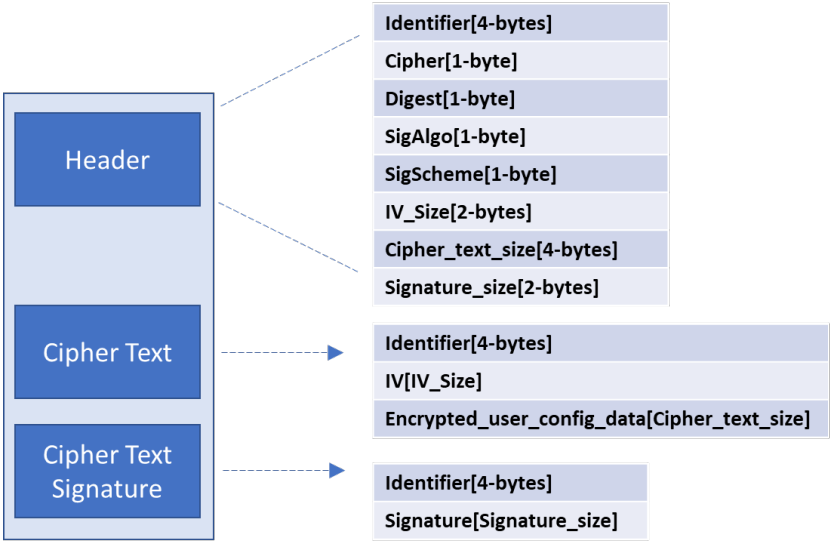 Header
Identifier[4-bytes]
Cipher[1-byte]
Digest[1-byte]
SigAlgo[1-byte]
SigScheme[1-byte]
IV_Size[2-bytes]
Cipher_text_size[4-bytes]
Signature_size[2-bytes]
Cipher Text
Identifier[4-bytes]
IV[IV_Size]
Encrypted_user_config_data[Cipher_text_size]
Cipher Text
Signature
Identifier[4-bytes]
Signature[Signature_size]